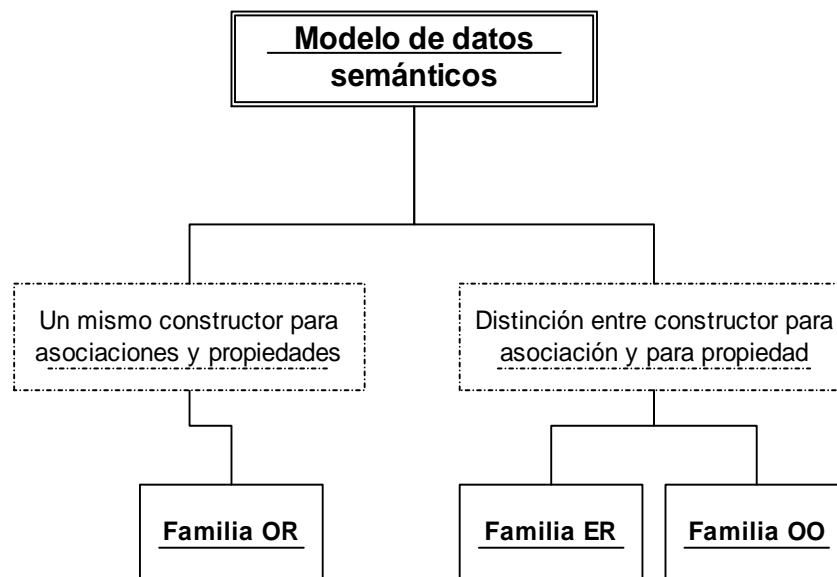 Modelo de datos
semánticos
Un mismo constructor para
asociaciones y propiedades
Distinción entre constructor para
asociación y para propiedad
Familia OR
Familia ER
Familia OO